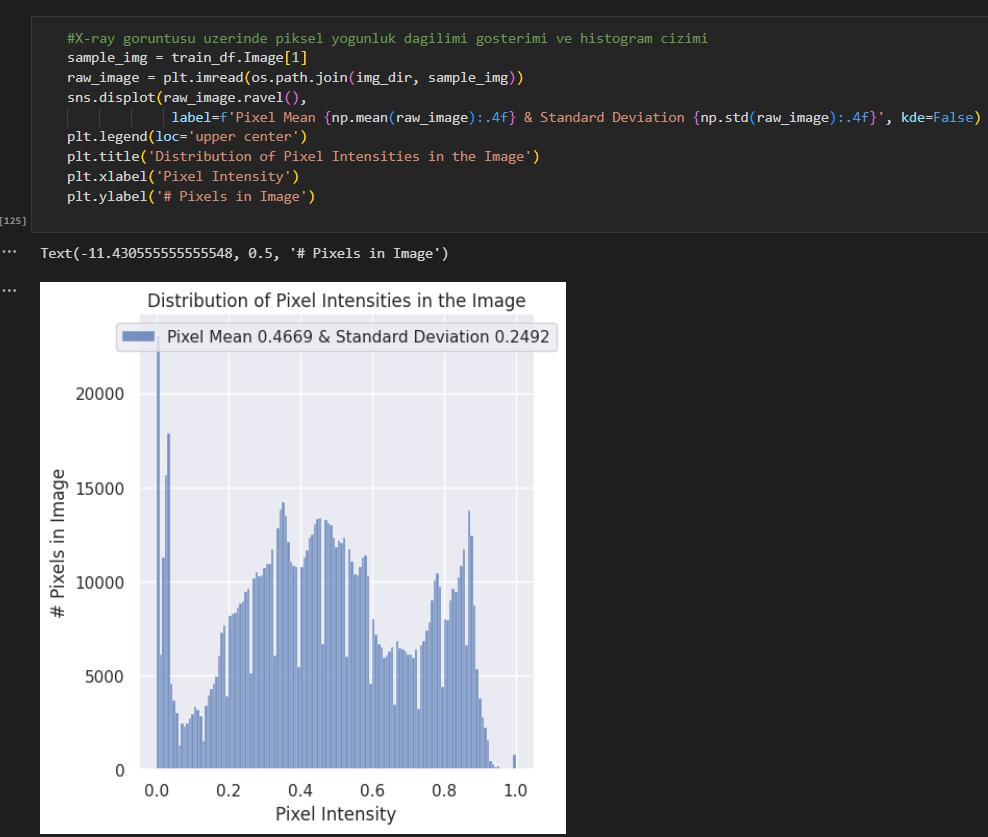 #X-ray goruntusu uzerinde piksel yogunluk dagilimi gosterimi ve histogram cizimi
sample_img = train_df.Image[1]
raw_image = plt.imread(os.path.join(img_dir, sample_img))
sns.displot(raw_image.ravel(),
label=f'Pixel Mean {np.mean(raw_image):.4f} & Standard Deviation {np.std(raw_image):.4f}', kde=False)
plt.legend(loc='upper center')
plt.title('Distribution of Pixel Intensities in the Image')
plt.xlabel('Pixel Intensity')
plt.ylabel('# Pixels in Image')
[125]
... Text(-11.430555555555548, 0.5, '# Pixels in Image')
...
Distribution of Pixel Intensities in the Image
Pixel Mean 0.4669 & Standard Deviation 0.2492
20000
15000
10000
5000
0
# Pixels in Image
0.0 0.2 0.4 0.6 0.8 1.0
Pixel Intensity